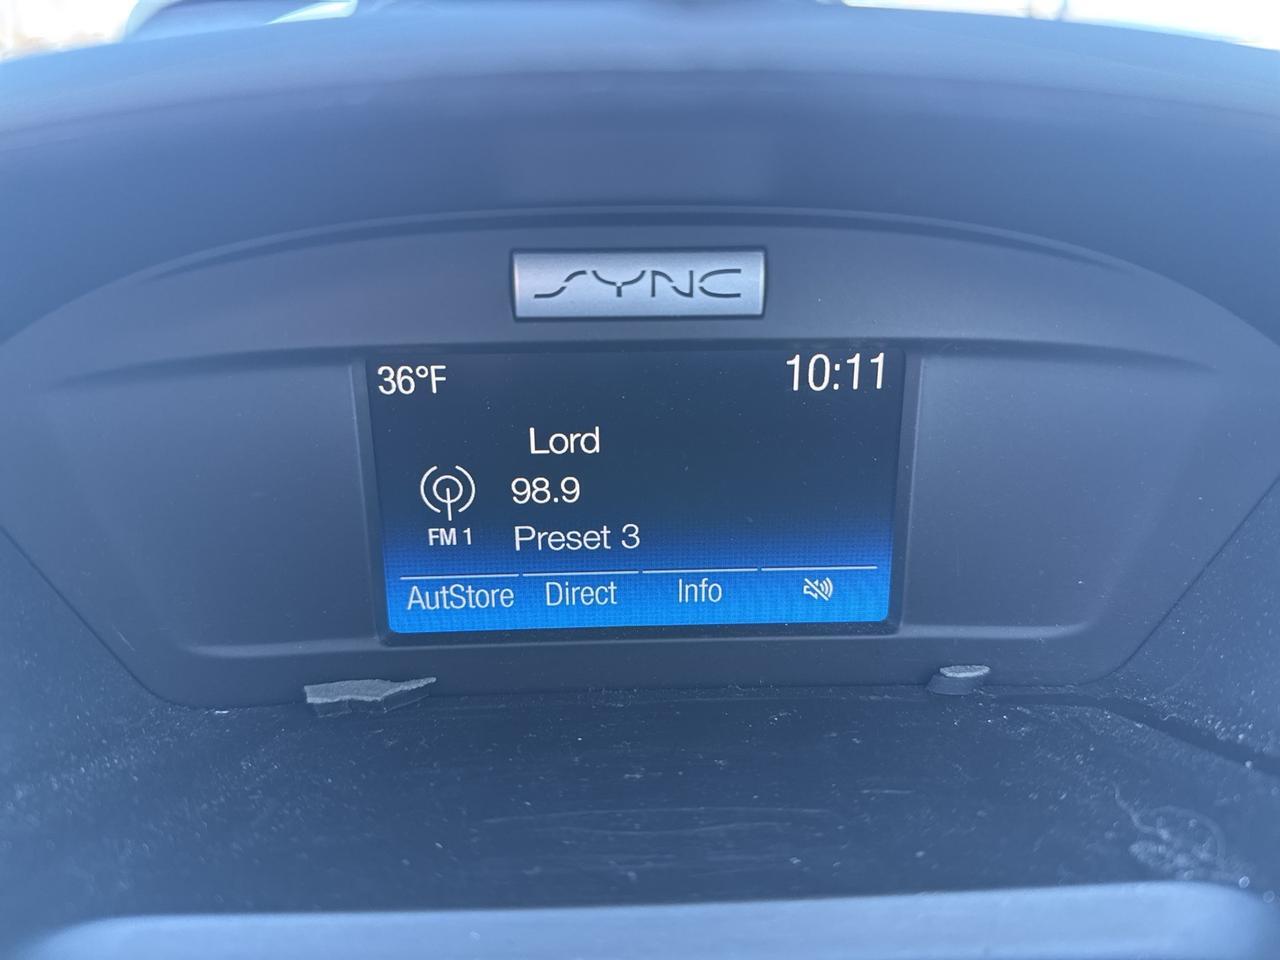 SYNC
36°F
10:11
Lord
98.9
FM 1
Preset 3
AutStore Direct Info